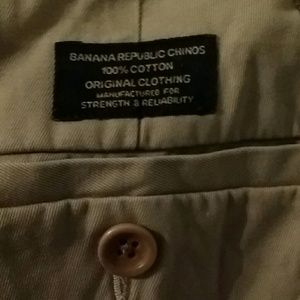 BANANA REPUBLIC CHINOS
100% COTTON
ORIGINAL CLOTHING
MANUFACTURED FOR
STRENGTH & RELIABILITY